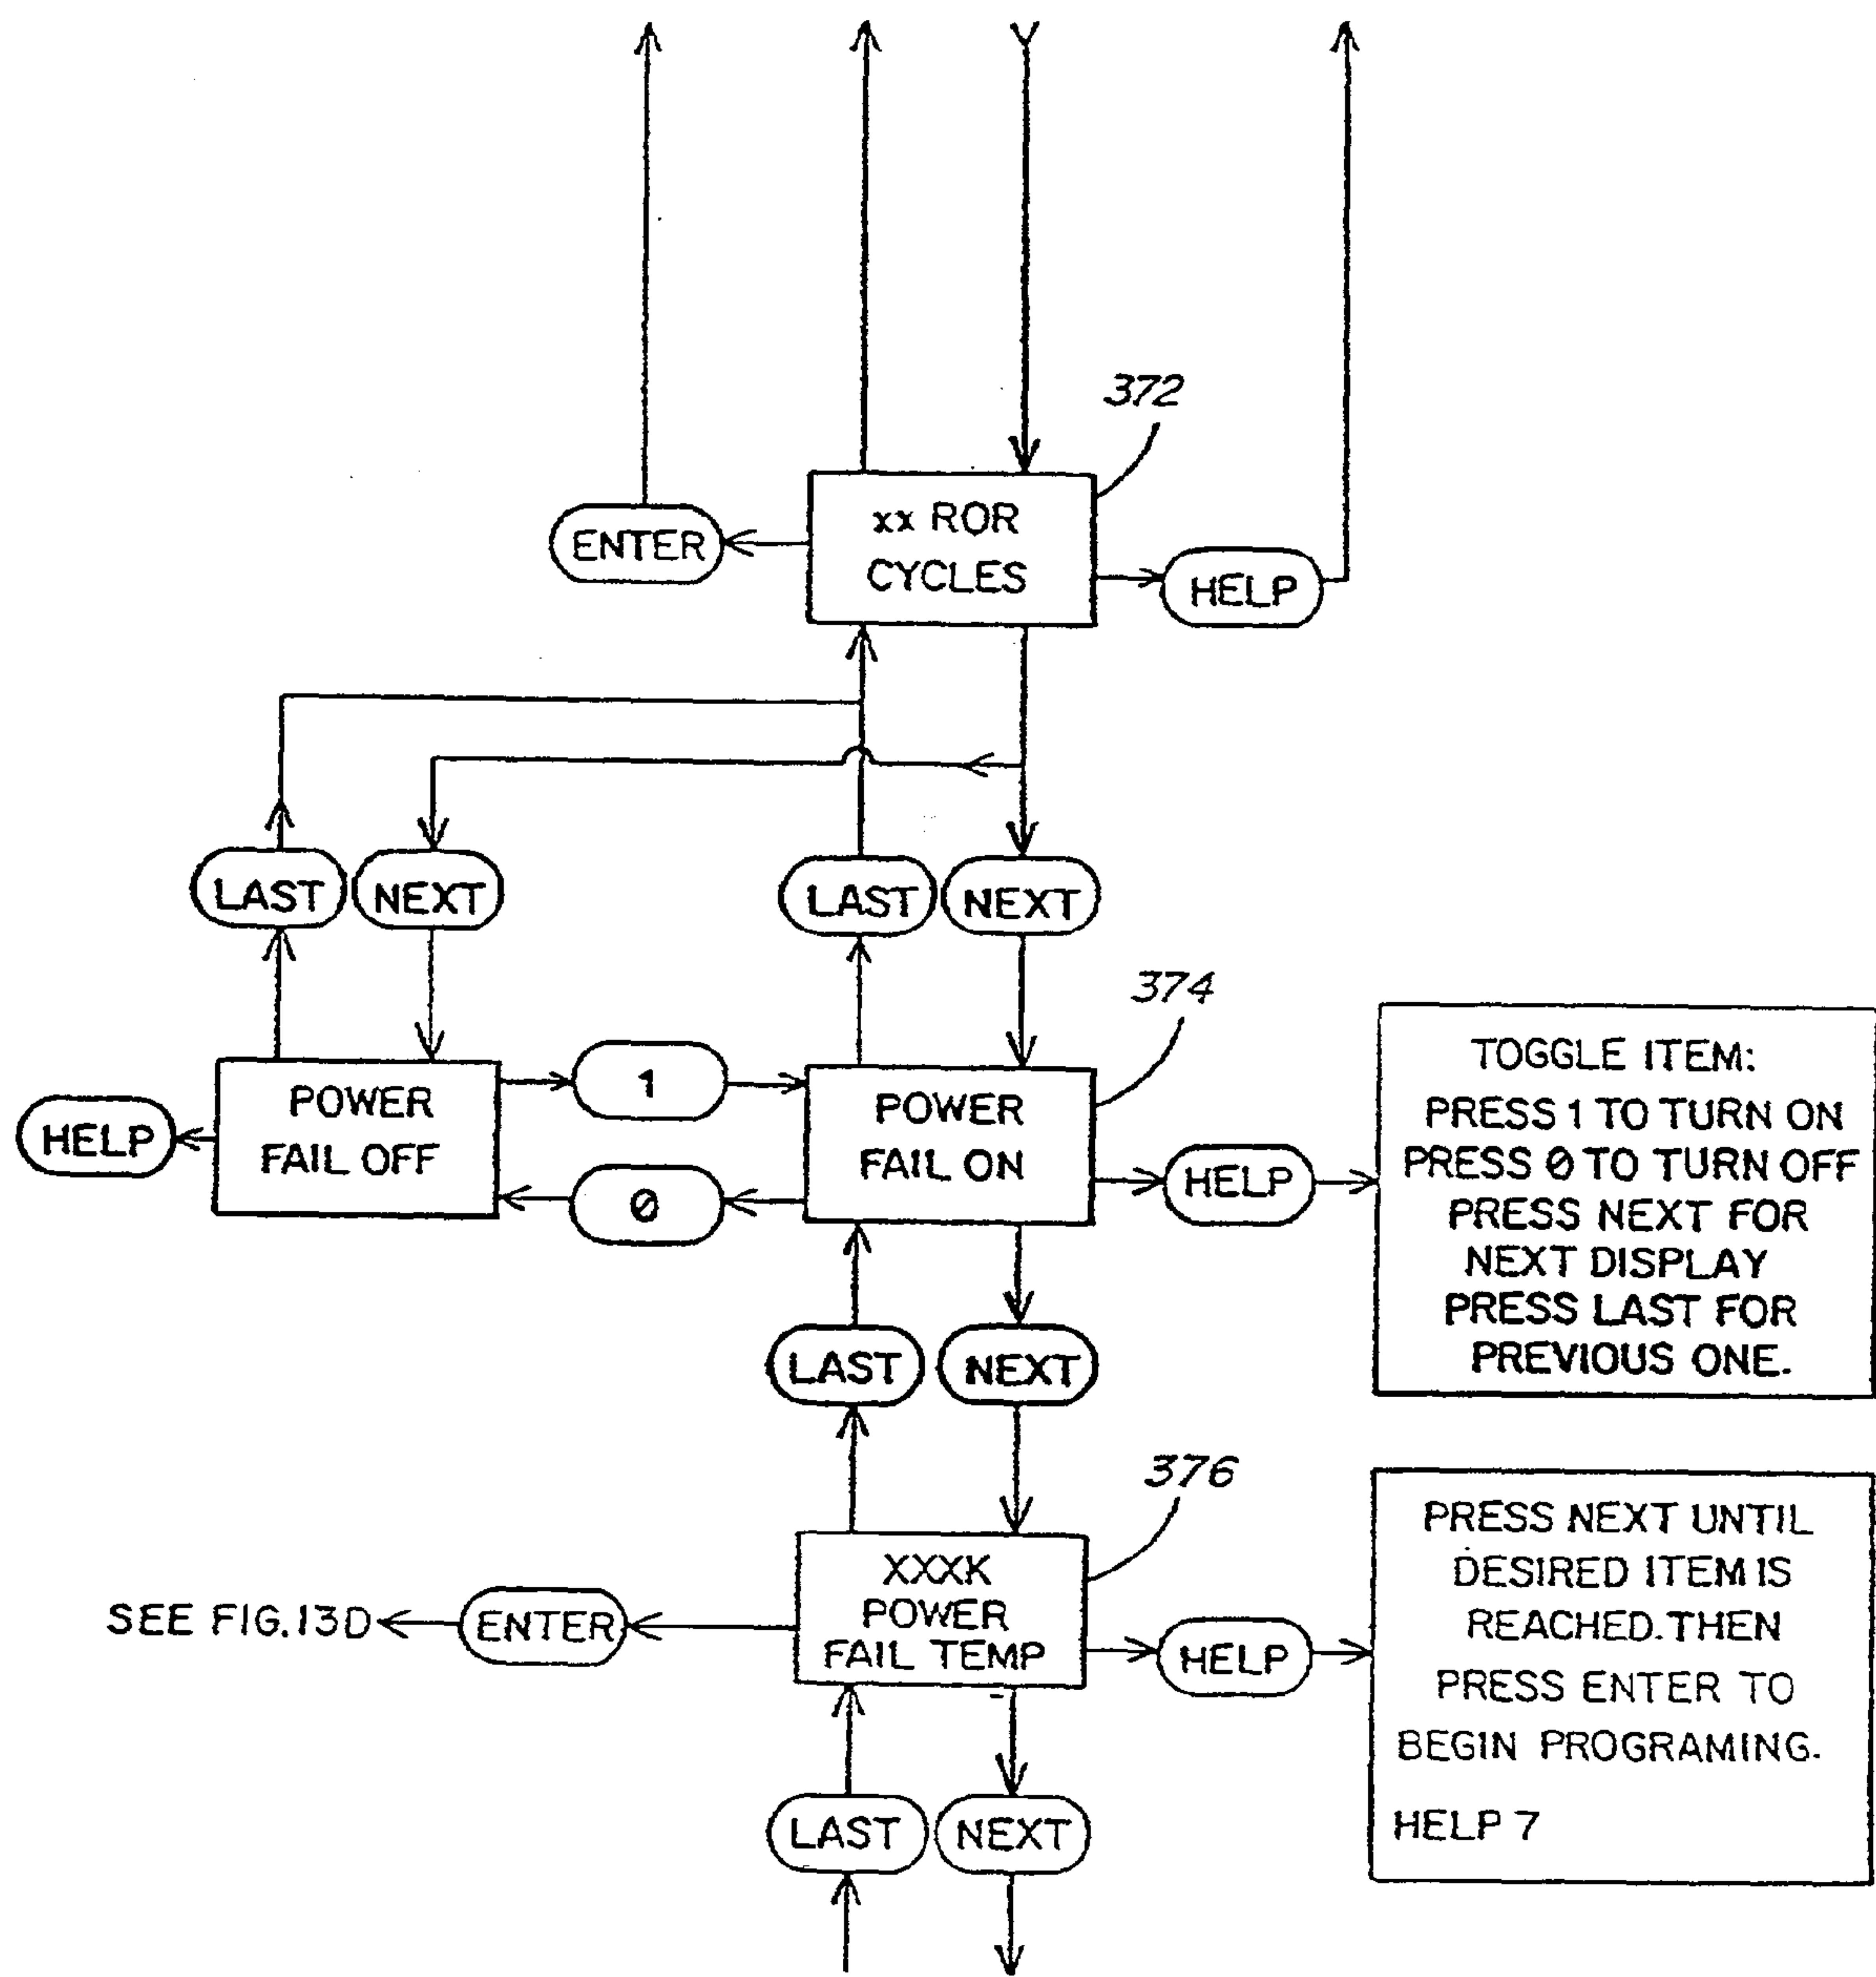 372
xx ROR
CYCLES
ENTER
HELP
LAST
NEXT
LAST
NEXT
374
POWER
FAIL OFF
HELP
1
0
POWER
FAIL ON
HELP
TOGGLE ITEM:
PRESS 1 TO TURN ON
PRESS 0 TO TURN OFF
PRESS NEXT FOR
NEXT DISPLAY
PRESS LAST FOR
PREVIOUS ONE.
LAST
NEXT
376
XXXK
POWER
FAIL TEMP
SEE FIG.13D
ENTER
HELP
PRESS NEXT UNTIL
DESIRED ITEM IS
REACHED. THEN
PRESS ENTER TO
BEGIN PROGRAMING.
HELP 7
LAST
NEXT